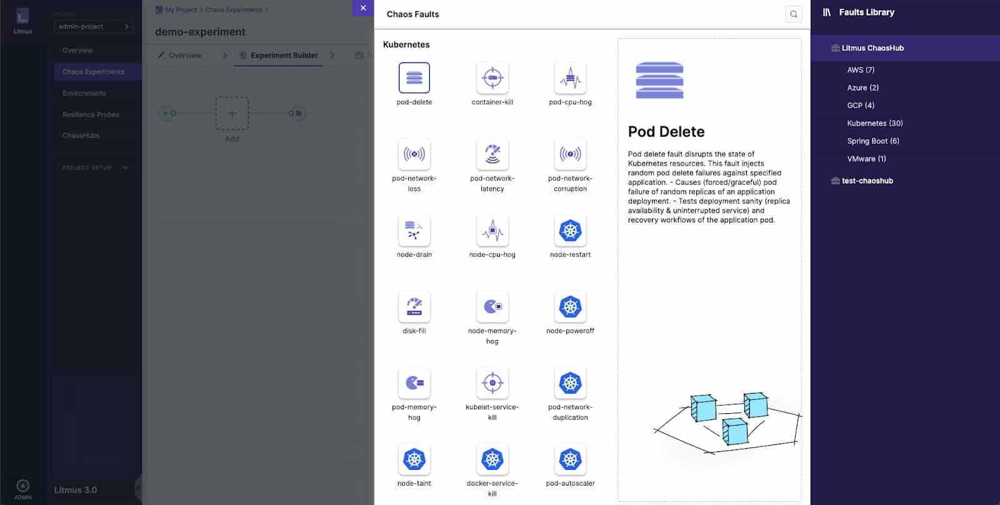 Litmus
Project
admin-project
Overview
Chaos Experiments
Environments
Resilience Probes
ChaosHubs
PROJECT SETUP
A
ADMIN
Litmus 3.0
My Project > Chaos Experiments >
demo-experiment
Overview
Experiment Builder
Add
Chaos Faults
Kubernetes
pod-delete
container-kill
pod-cpu-hog
pod-network-
loss
pod-network-
latency
pod-network-
corruption
node-drain
node-cpu-hog
node-restart
disk-fill
node-memory-
hog
node-poweroff
pod-memory-
hog
kubelet-service-
kill
pod-network-
duplication
node-taint
docker-service-
kill
pod-autoscaler
Pod Delete
Pod delete fault disrupts the state of
Kubernetes resources. This fault injects
random pod delete failures against specified
application. - Causes (forced/graceful) pod
failure of random replicas of an application
deployment. - Tests deployment sanity (replica
availability & uninterrupted service) and
recovery workflows of the application pod.
Faults Library
Litmus ChaosHub
AWS (7)
Azure (2)
GCP (4)
Kubernetes (30)
Spring Boot (6)
VMware (1)
test-chaoshub